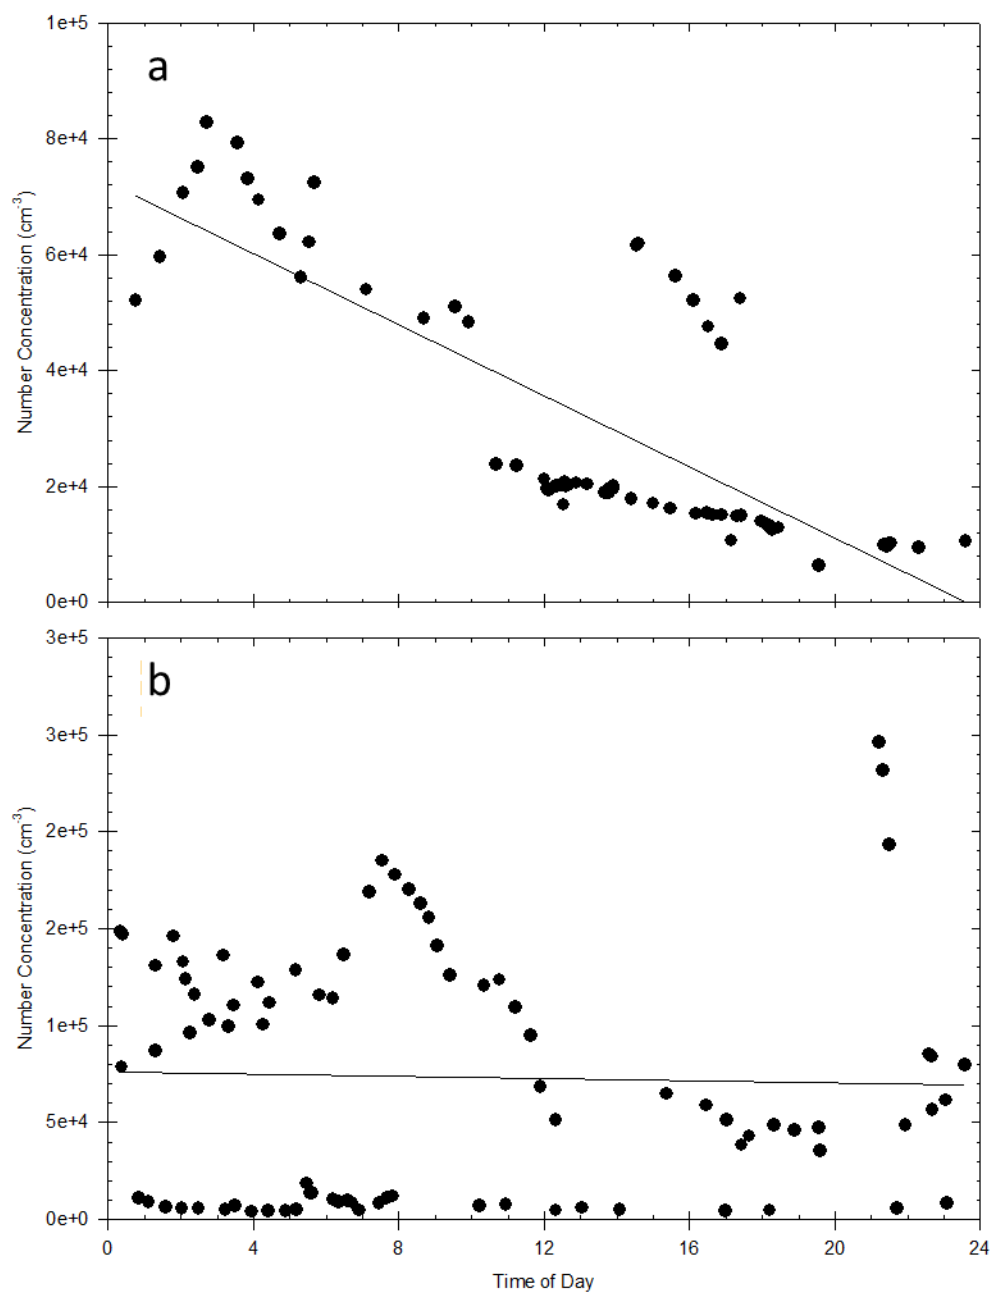 1e+5
a
8e+4
6e+4
4e+4
2e+4
0e+0
Number Concentration (cm-3)
3e+5
b
3e+5
2e+5
2e+5
1e+5
5e+4
0e+0
Number Concentration (cm-3)
0 4 8 12 16 20 24
Time of Day